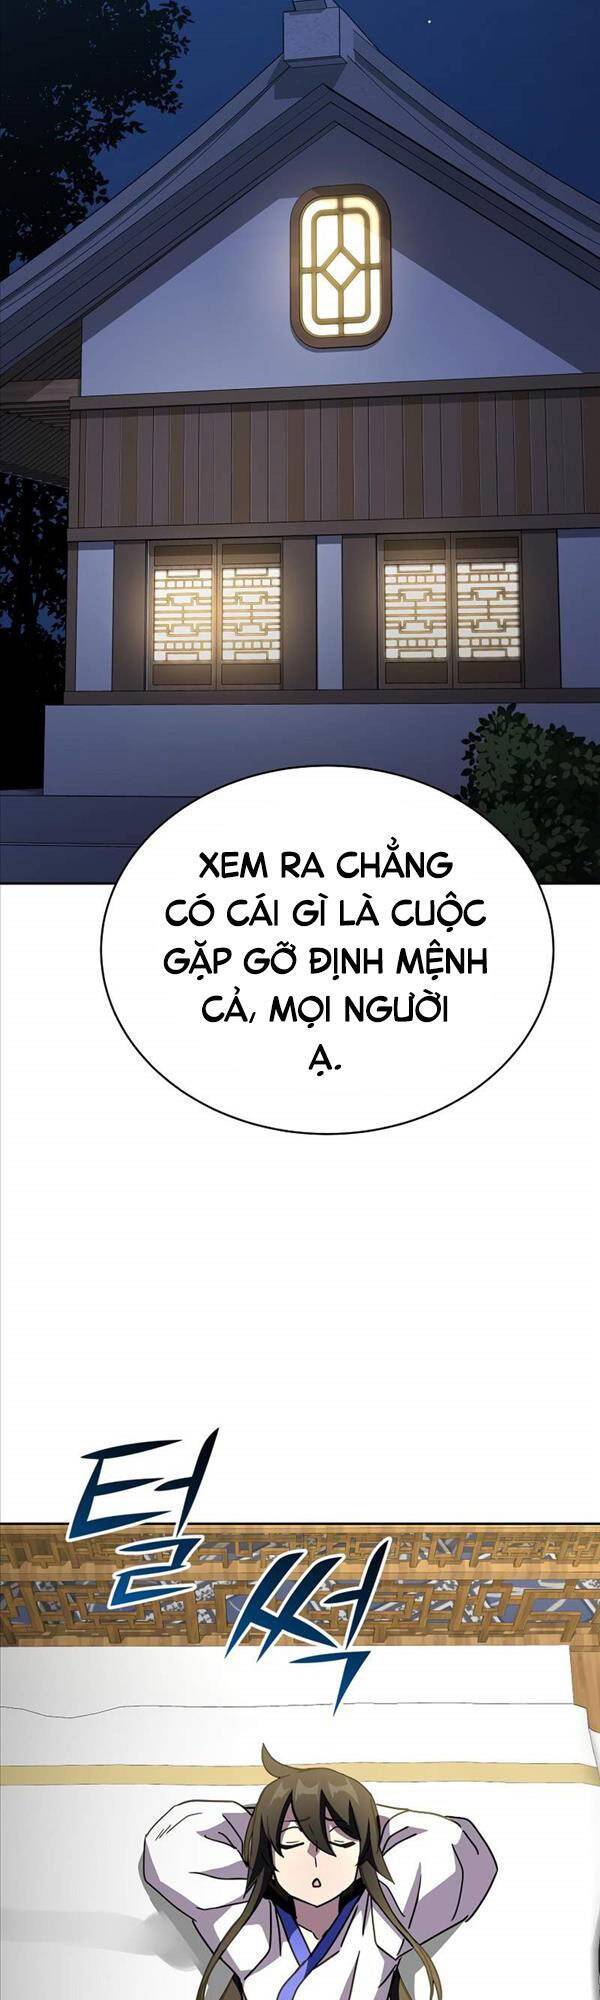 XEM RA CHẲNG
CÓ CÁI GÌ LÀ CUỘC
GẶP GỠ ĐỊNH MỆNH
CẢ, MỌI NGƯỜI
Ạ.
털
썩